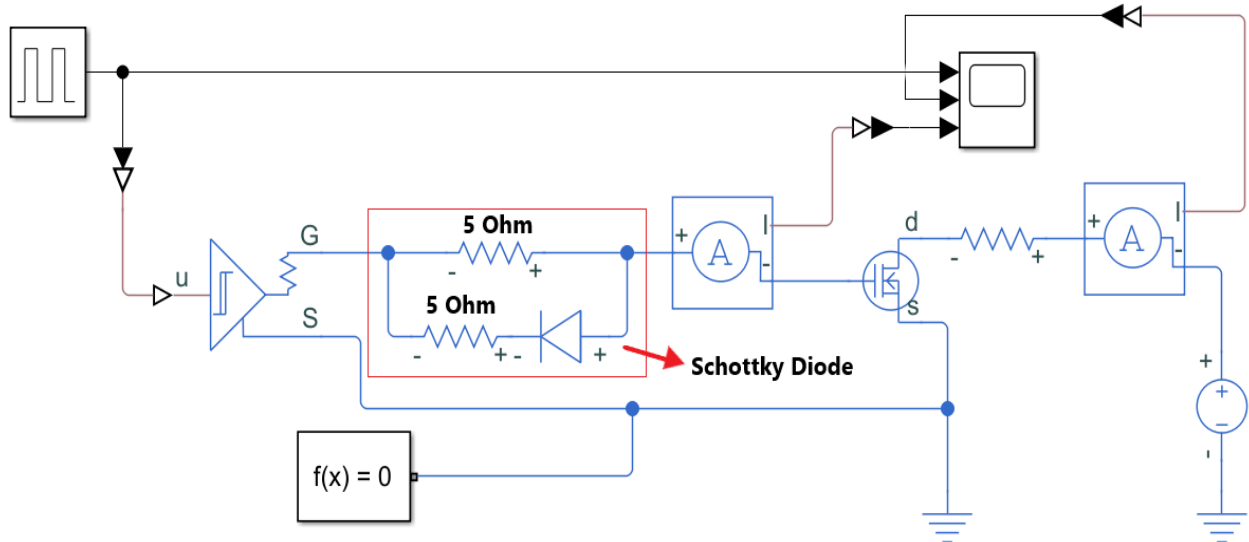 I
G
5 Ohm
+
A
-
d
+
A
-
I
u
-
+
-
+
5 Ohm
s
S
-
+
-
+
Schottky Diode
+
+
−
f(x) = 0
-